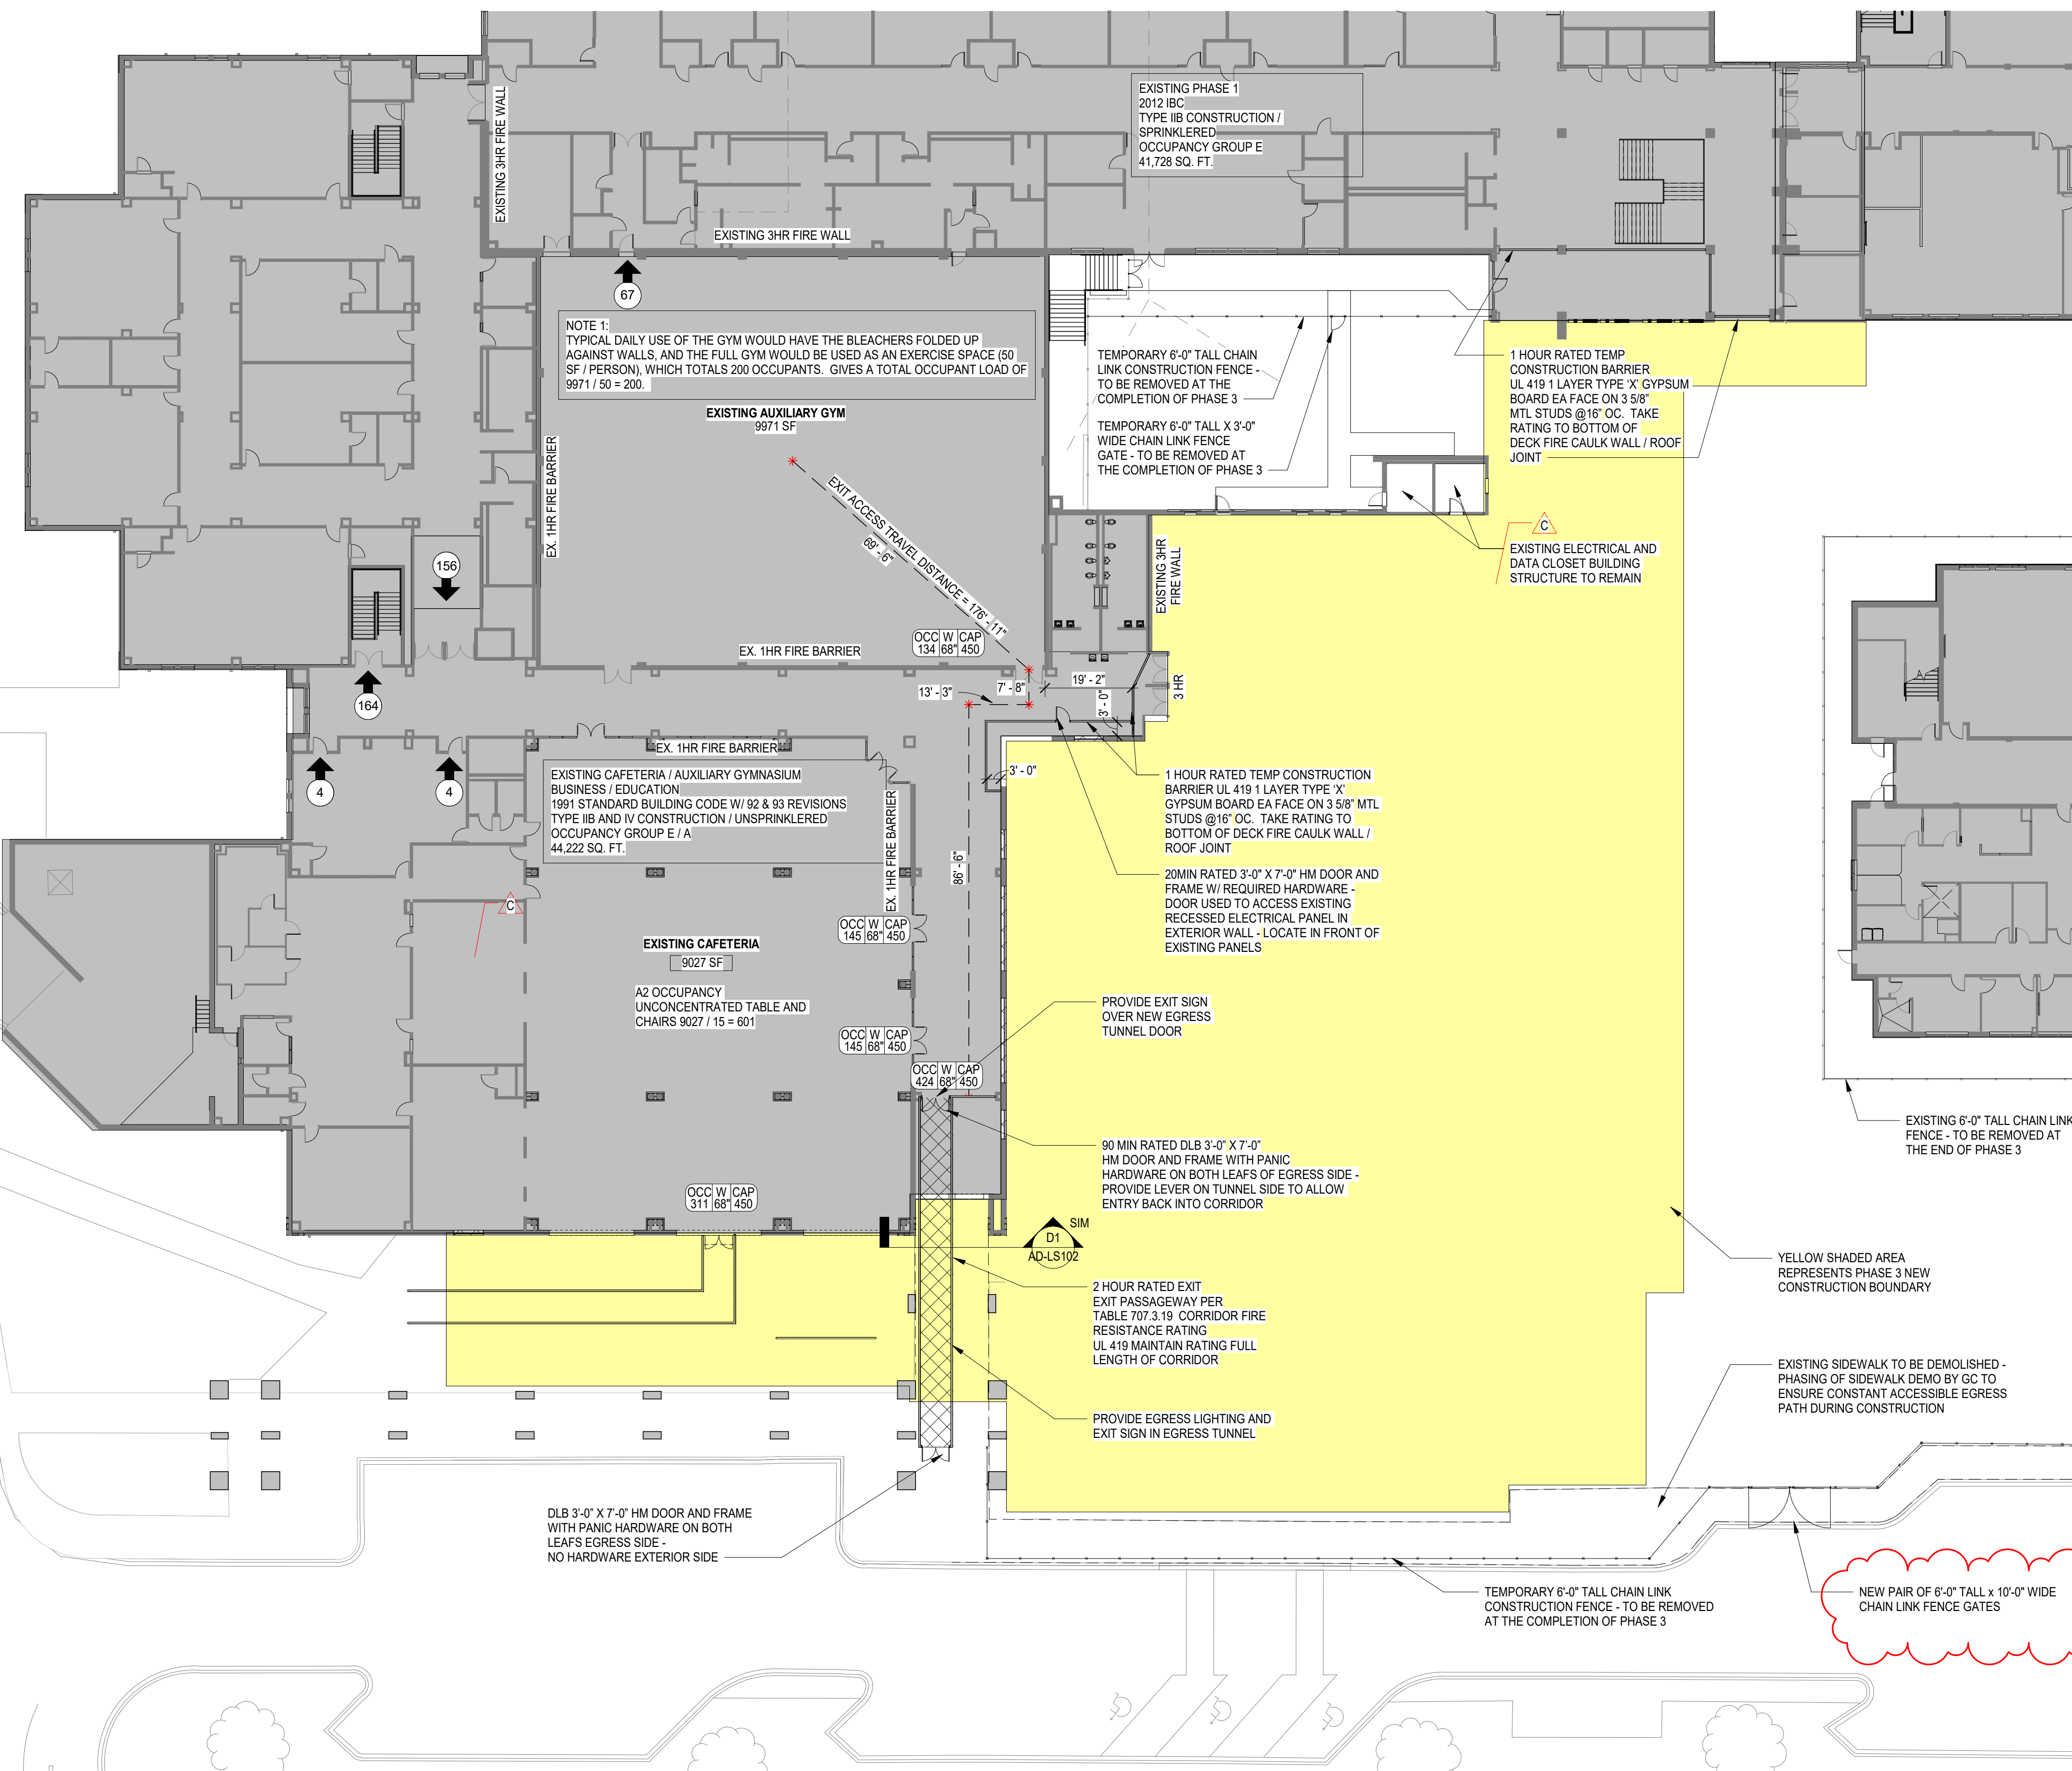 EXISTING PHASE 1
2012 IBC
TYPE IIB CONSTRUCTION /
SPRINKLERED
OCCUPANCY GROUP E
41,728 SQ. FT.
EXISTING 3HR FIRE WALL
EXISTING 3HR FIRE WALL
67
NOTE 1:
TYPICAL DAILY USE OF THE GYM WOULD HAVE THE BLEACHERS FOLDED UP
AGAINST WALLS, AND THE FULL GYM WOULD BE USED AS AN EXERCISE SPACE (50
SF / PERSON), WHICH TOTALS 200 OCCUPANTS. GIVES A TOTAL OCCUPANT LOAD OF
9971 / 50 = 200.
EXISTING AUXILIARY GYM
9971 SF
EX. 1HR FIRE BARRIER
EXIT ACCESS TRAVEL DISTANCE = 176' - 11"
69' - 6"
TEMPORARY 6'-0" TALL CHAIN
LINK CONSTRUCTION FENCE -
TO BE REMOVED AT THE
COMPLETION OF PHASE 3
TEMPORARY 6'-0" TALL X 3'-0"
WIDE CHAIN LINK FENCE
GATE - TO BE REMOVED AT
THE COMPLETION OF PHASE 3
1 HOUR RATED TEMP
CONSTRUCTION BARRIER
UL 419 1 LAYER TYPE ‘X’ GYPSUM
BOARD EA FACE ON 3 5/8”
MTL STUDS @16” OC. TAKE
RATING TO BOTTOM OF
DECK FIRE CAULK WALL / ROOF
JOINT
C
EXISTING ELECTRICAL AND
DATA CLOSET BUILDING
STRUCTURE TO REMAIN
EXISTING 3HR
FIRE WALL
156
164
EX. 1HR FIRE BARRIER
OCC W CAP
134 68" 450
19' - 2"
7' - 8"
13' - 3"
3' - 0"
3 HR
4
4
EX. 1HR FIRE BARRIER
EXISTING CAFETERIA / AUXILIARY GYMNASIUM
BUSINESS / EDUCATION
1991 STANDARD BUILDING CODE W/ 92 & 93 REVISIONS
TYPE IIB AND IV CONSTRUCTION / UNSPRINKLERED
OCCUPANCY GROUP E / A
44,222 SQ. FT.
EX. 1HR FIRE BARRIER
3' - 0"
86' - 6"
1 HOUR RATED TEMP CONSTRUCTION
BARRIER UL 419 1 LAYER TYPE ‘X’
GYPSUM BOARD EA FACE ON 3 5/8” MTL
STUDS @16” OC. TAKE RATING TO
BOTTOM OF DECK FIRE CAULK WALL /
ROOF JOINT
20MIN RATED 3'-0" X 7'-0" HM DOOR AND
FRAME W/ REQUIRED HARDWARE -
DOOR USED TO ACCESS EXISTING
RECESSED ELECTRICAL PANEL IN
EXTERIOR WALL - LOCATE IN FRONT OF
EXISTING PANELS
C
OCC W CAP
145 68" 450
EXISTING CAFETERIA
9027 SF
A2 OCCUPANCY
UNCONCENTRATED TABLE AND
CHAIRS 9027 / 15 = 601
OCC W CAP
145 68" 450
PROVIDE EXIT SIGN
OVER NEW EGRESS
TUNNEL DOOR
OCC W CAP
424 68" 450
90 MIN RATED DLB 3'-0" X 7'-0"
HM DOOR AND FRAME WITH PANIC
HARDWARE ON BOTH LEAFS OF EGRESS SIDE -
PROVIDE LEVER ON TUNNEL SIDE TO ALLOW
ENTRY BACK INTO CORRIDOR
EXISTING 6'-0" TALL CHAIN LINK
FENCE - TO BE REMOVED AT
THE END OF PHASE 3
OCC W CAP
311 68" 450
SIM
D1
AD-LS102
2 HOUR RATED EXIT
EXIT PASSAGEWAY PER
TABLE 707.3.19 CORRIDOR FIRE
RESISTANCE RATING
UL 419 MAINTAIN RATING FULL
LENGTH OF CORRIDOR
YELLOW SHADED AREA
REPRESENTS PHASE 3 NEW
CONSTRUCTION BOUNDARY
EXISTING SIDEWALK TO BE DEMOLISHED -
PHASING OF SIDEWALK DEMO BY GC TO
ENSURE CONSTANT ACCESSIBLE EGRESS
PATH DURING CONSTRUCTION
PROVIDE EGRESS LIGHTING AND
EXIT SIGN IN EGRESS TUNNEL
DLB 3'-0" X 7'-0" HM DOOR AND FRAME
WITH PANIC HARDWARE ON BOTH
LEAFS EGRESS SIDE -
NO HARDWARE EXTERIOR SIDE
TEMPORARY 6'-0" TALL CHAIN LINK
CONSTRUCTION FENCE - TO BE REMOVED
AT THE COMPLETION OF PHASE 3
NEW PAIR OF 6'-0" TALL x 10'-0" WIDE
CHAIN LINK FENCE GATES